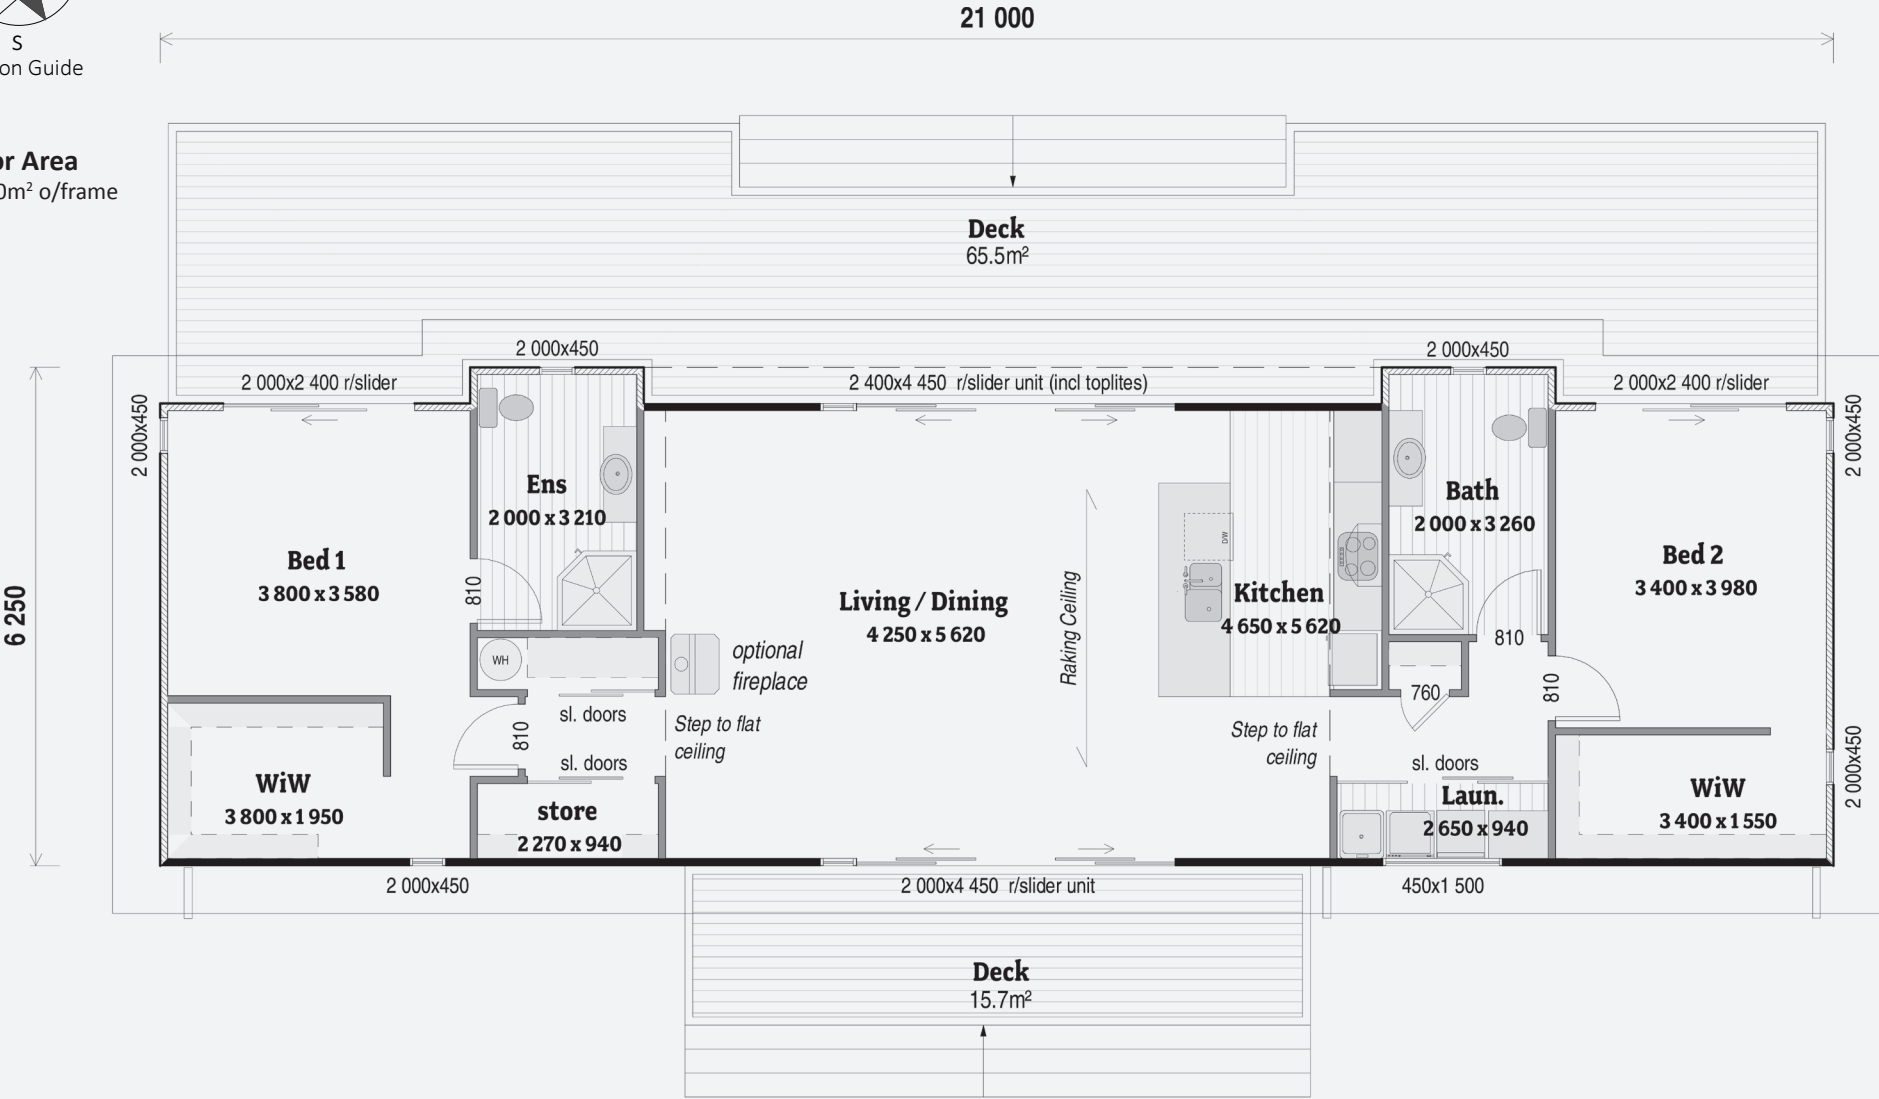 21 000
S
on Guide
or Area
0m² o/frame
Deck
65.5m²
2 000x450
2 000x450
2 000x2 400 r/slider
2 400x4 450 r/slider unit (incl toplites)
2 000x2 400 r/slider
2 000x450
2 000x450
Ens
2 000 x 3 210
Bath
2 000 x 3 260
D/W
Bed 1
3 800 x 3 580
810
Living / Dining
4 250 x 5 620
Raking Ceiling
Kitchen
4 650 x 5 620
Bed 2
3 400 x 3 980
6 250
WH
optional
fireplace
810
760
810
sl. doors
810
Step to flat
ceiling
Step to flat
ceiling
sl. doors
sl. doors
WiW
3 800 x 1 950
store
2 270 x 940
Laun.
2 650 x 940
WiW
3 400 x 1 550
2 000x450
2 000x450
2 000x4 450 r/slider unit
450x1 500
Deck
15.7m²